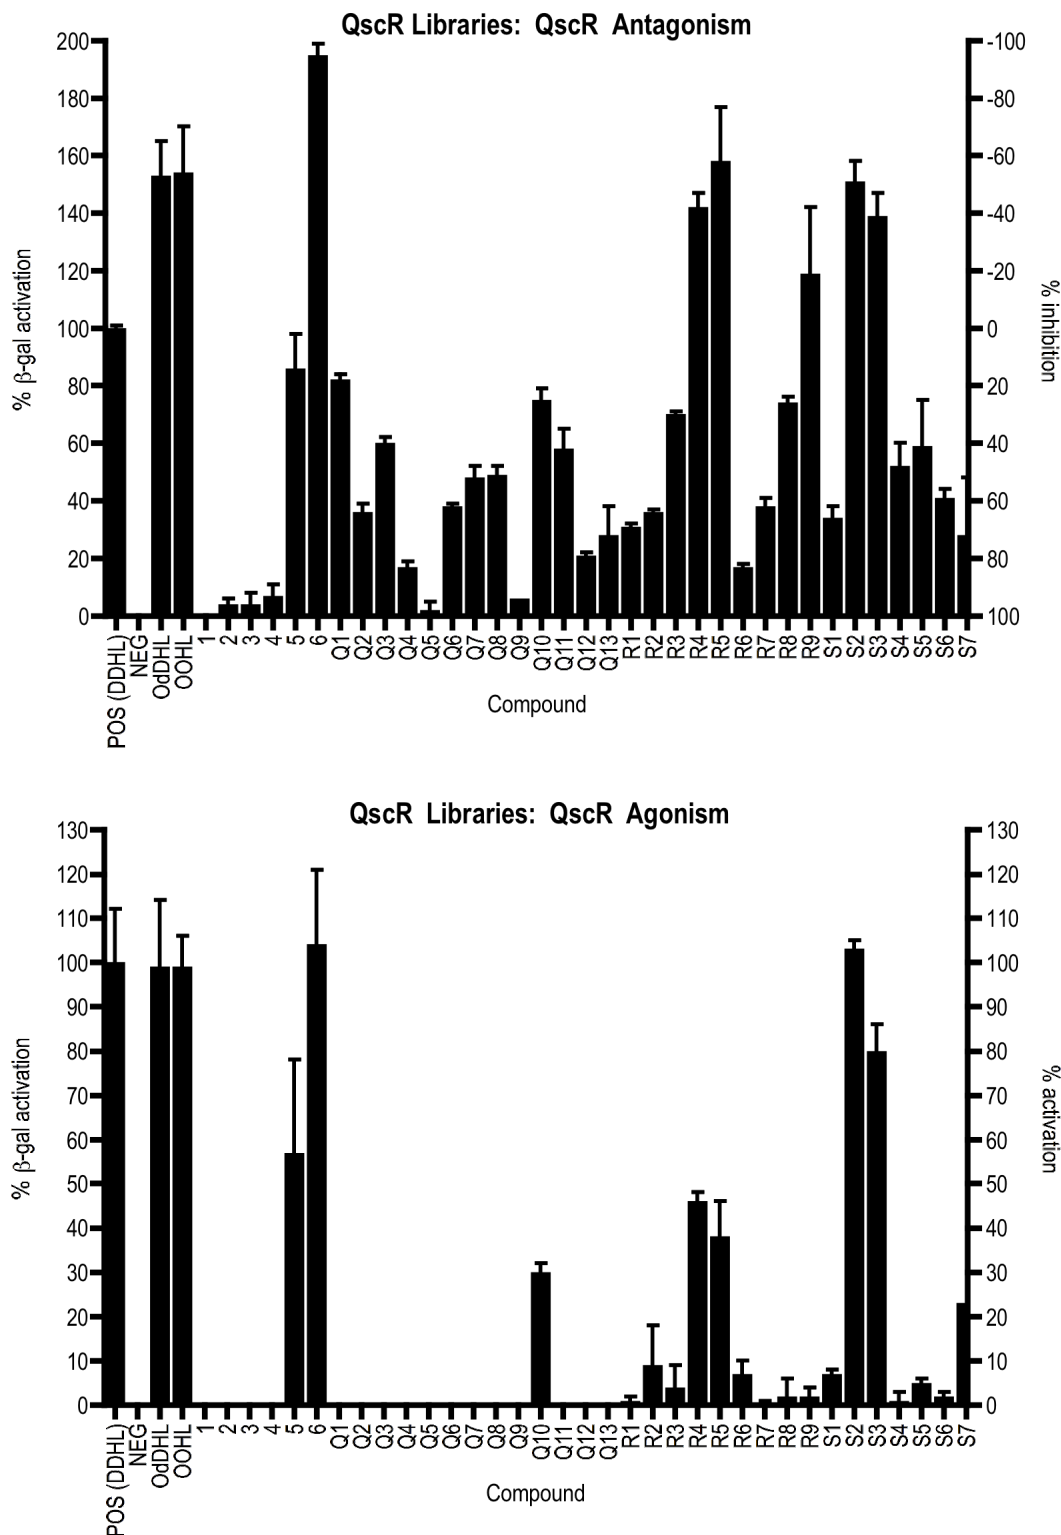 QscR Libraries: QscR Antagonism
200
180
160
140
120
100
80
60
40
20
0
% β-gal activation
-100
-80
-60
-40
-20
0
20
40
60
80
100
% inhibition
POS (DDHL)
NEG
OdDHL
OOHL
1
2
3
4
5
6
Q1
Q2
Q3
Q4
Q5
Q6
Q7
Q8
Q9
Q10
Q11
Q12
Q13
R1
R2
R3
R4
R5
R6
R7
R8
R9
S1
S2
S3
S4
S5
S6
S7
Compound
QscR Libraries: QscR Agonism
130
120
110
100
90
80
70
60
50
40
30
20
10
0
% β-gal activation
130
120
110
100
90
80
70
60
50
40
30
20
10
0
% activation
POS (DDHL)
NEG
OdDHL
OOHL
1
2
3
4
5
6
Q1
Q2
Q3
Q4
Q5
Q6
Q7
Q8
Q9
Q10
Q11
Q12
Q13
R1
R2
R3
R4
R5
R6
R7
R8
R9
S1
S2
S3
S4
S5
S6
S7
Compound